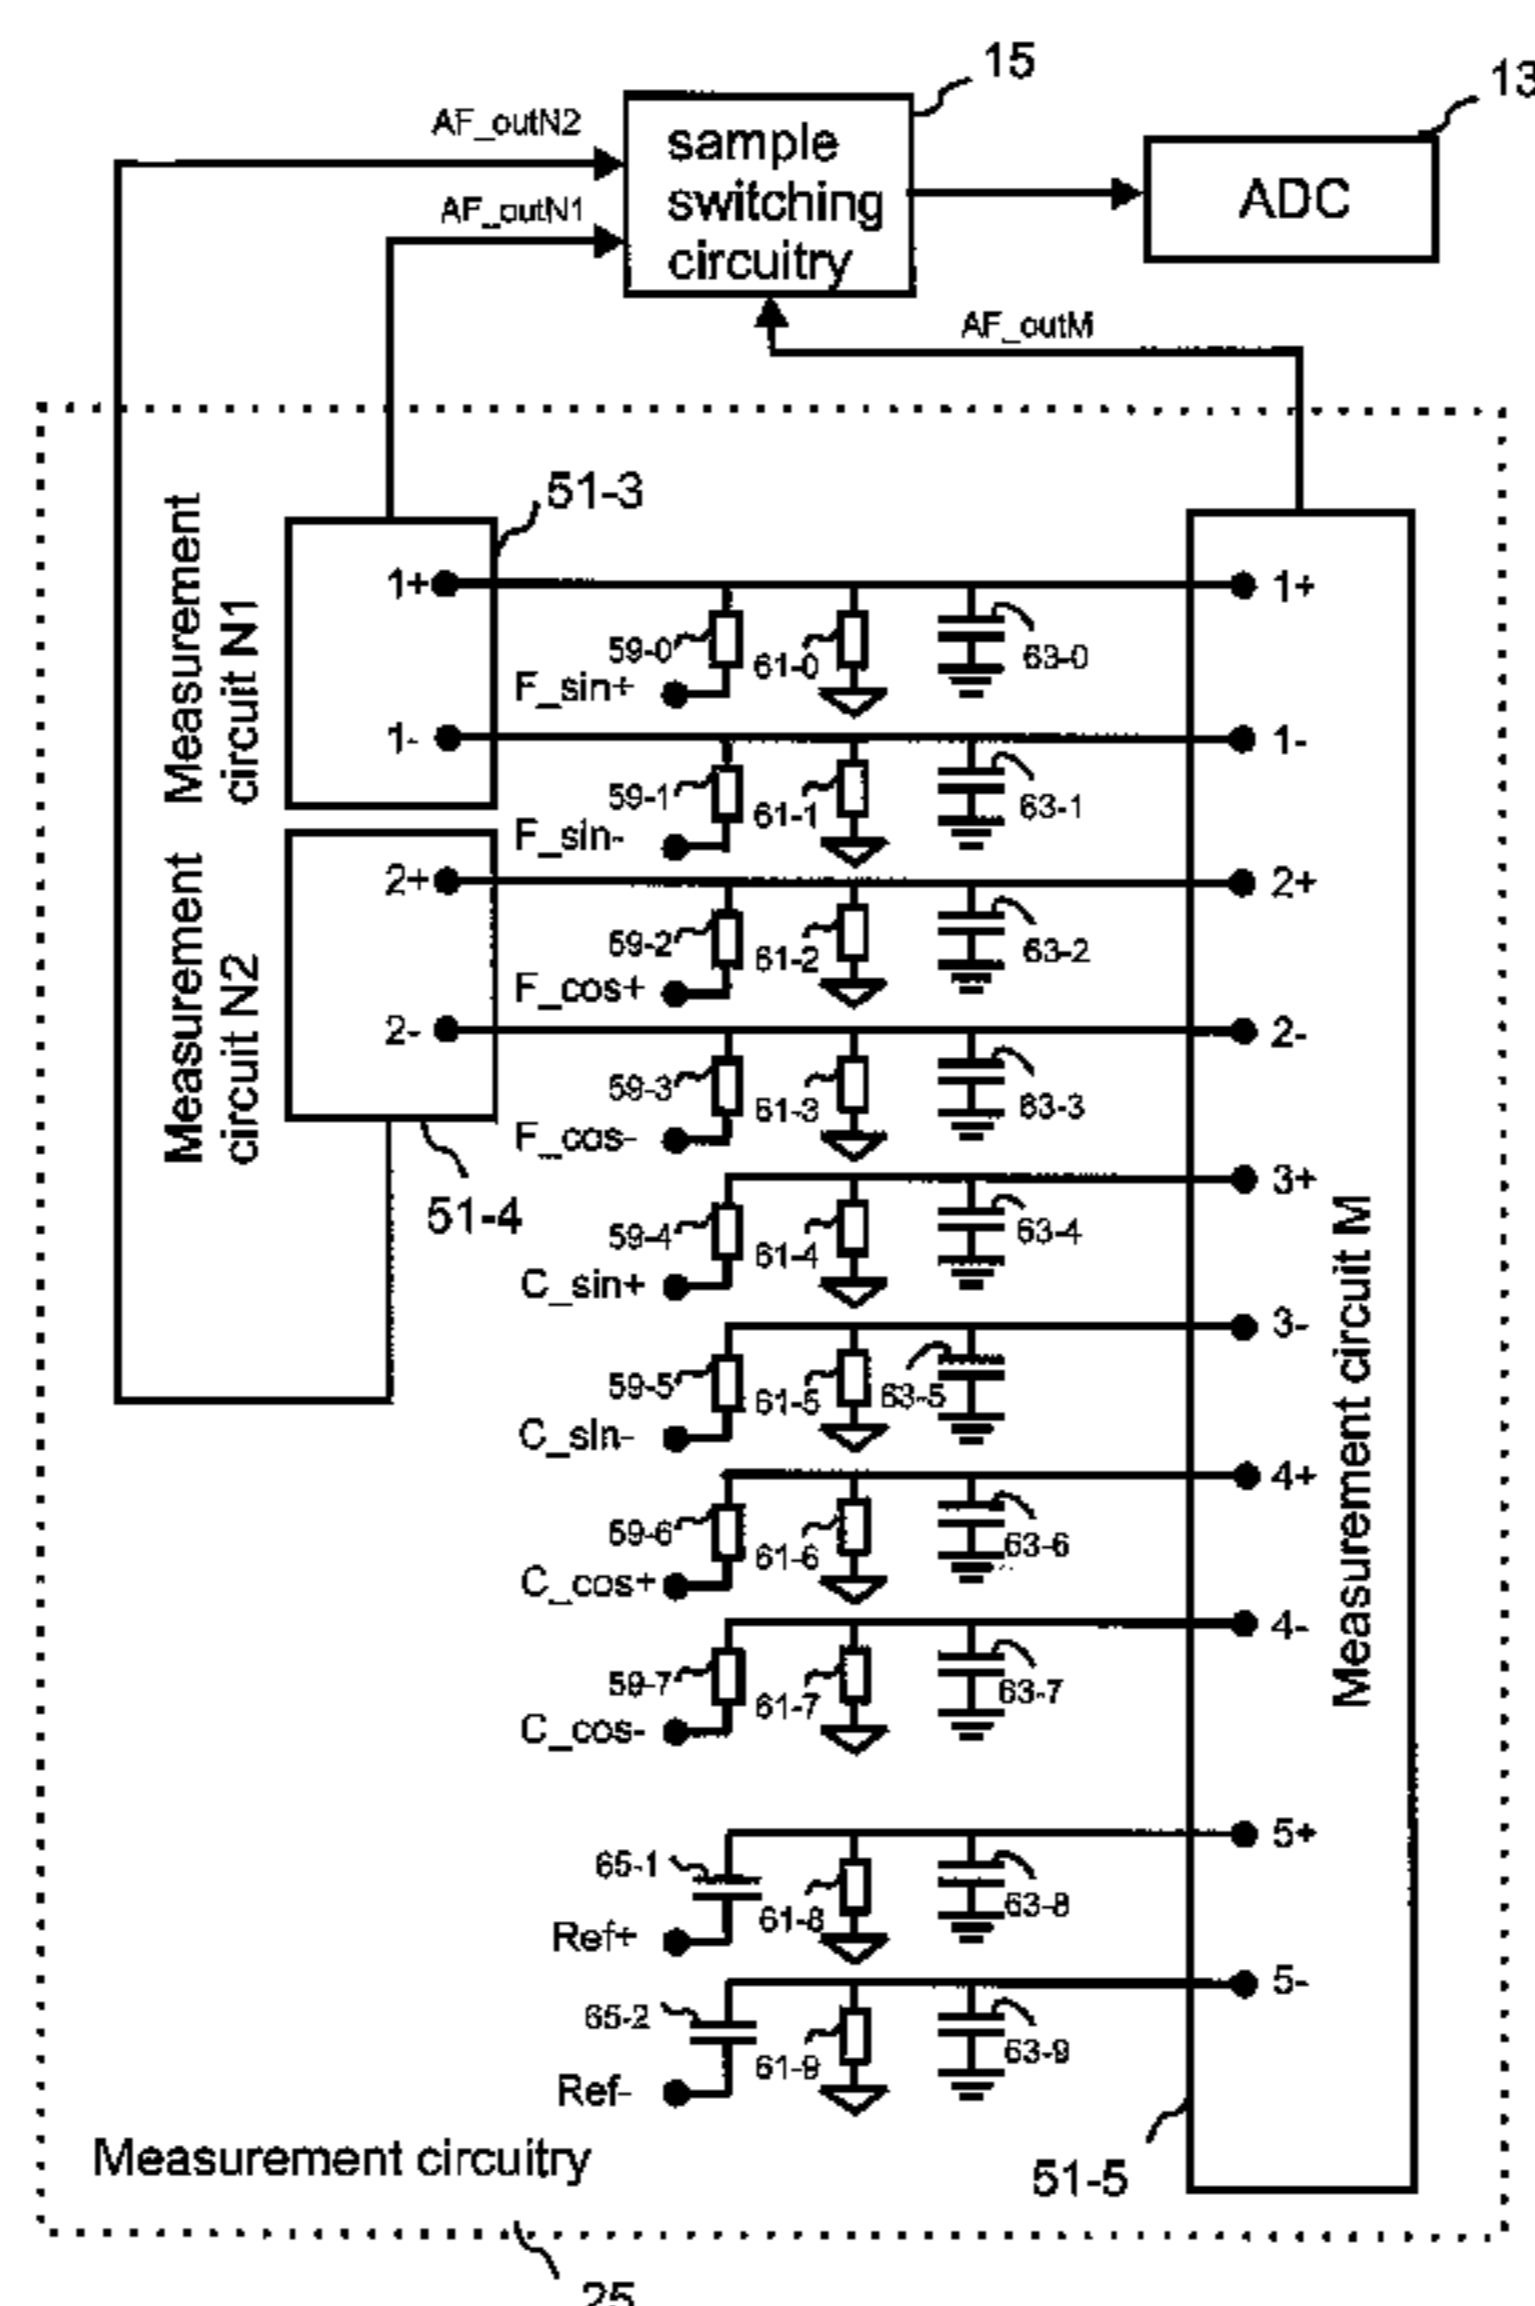 15
13
AF_outN2
sample
switching
circuitry
ADC
AF_outN1
AF_outM
Measurement
circuit N1
51-3
1+
1+
59-0
61-0
63-0
F_sin+
1-
1-
59-1
61-1
63-1
F_sin-
Measurement
circuit N2
2+
2+
59-2
61-2
63-2
F_cos+
2-
2-
59-3
61-3
63-3
F_cos-
51-4
3+
59-4
61-4
63-4
C_sin+
3-
59-5
61-5
63-5
C_sin-
4+
59-6
61-6
63-6
C_cos+
4-
59-7
61-7
63-7
C_cos-
Measurement circuit M
5+
65-1
61-8
63-8
Ref+
5-
65-2
61-9
63-9
Ref-
Measurement circuitry
51-5
25